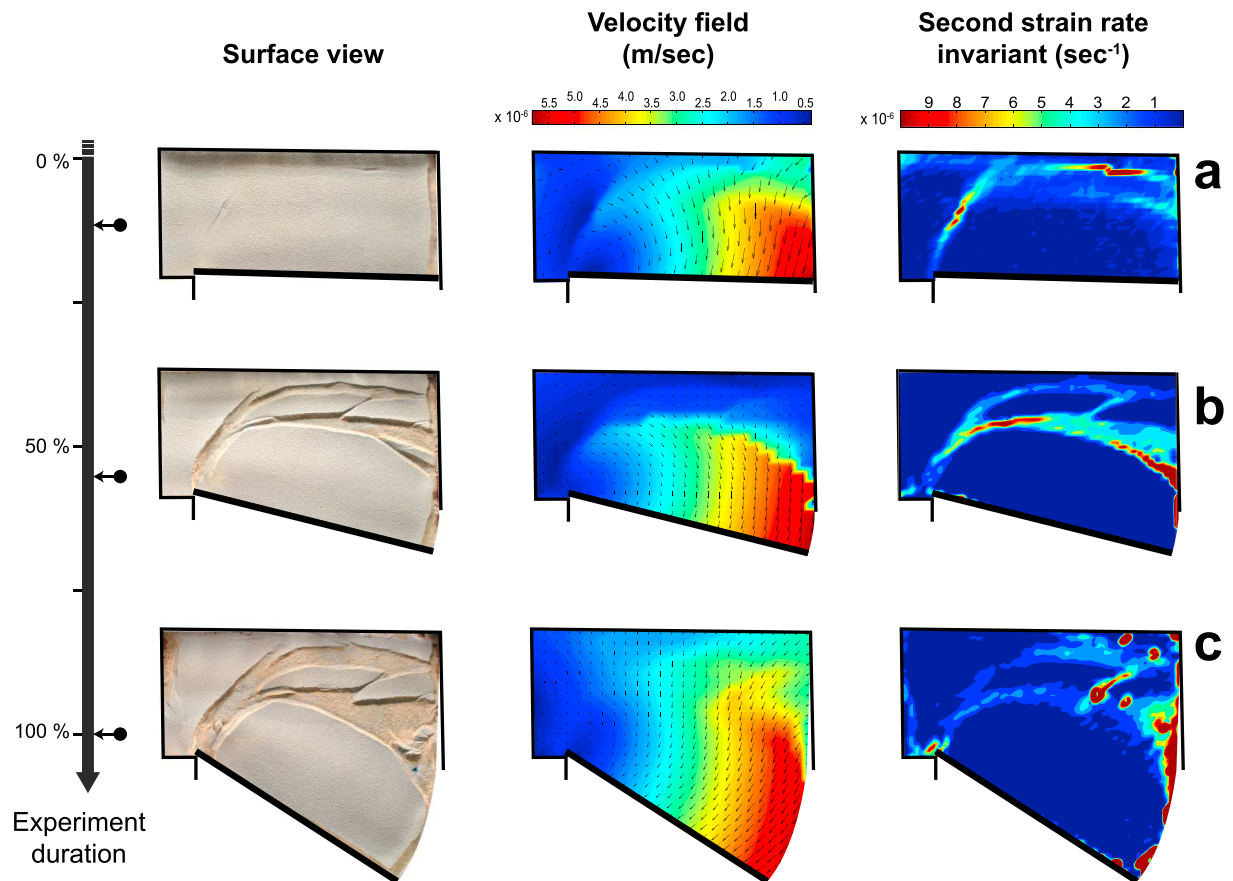 Surface view
Velocity field
(m/sec)
Second strain rate
invariant (sec-1)
x 10-6
5.5 5.0 4.5 4.0 3.5 3.0 2.5 2.0 1.5 1.0 0.5
x 10-6
9 8 7 6 5 4 3 2 1
0 %
a
50 %
b
100 %
c
Experiment
duration